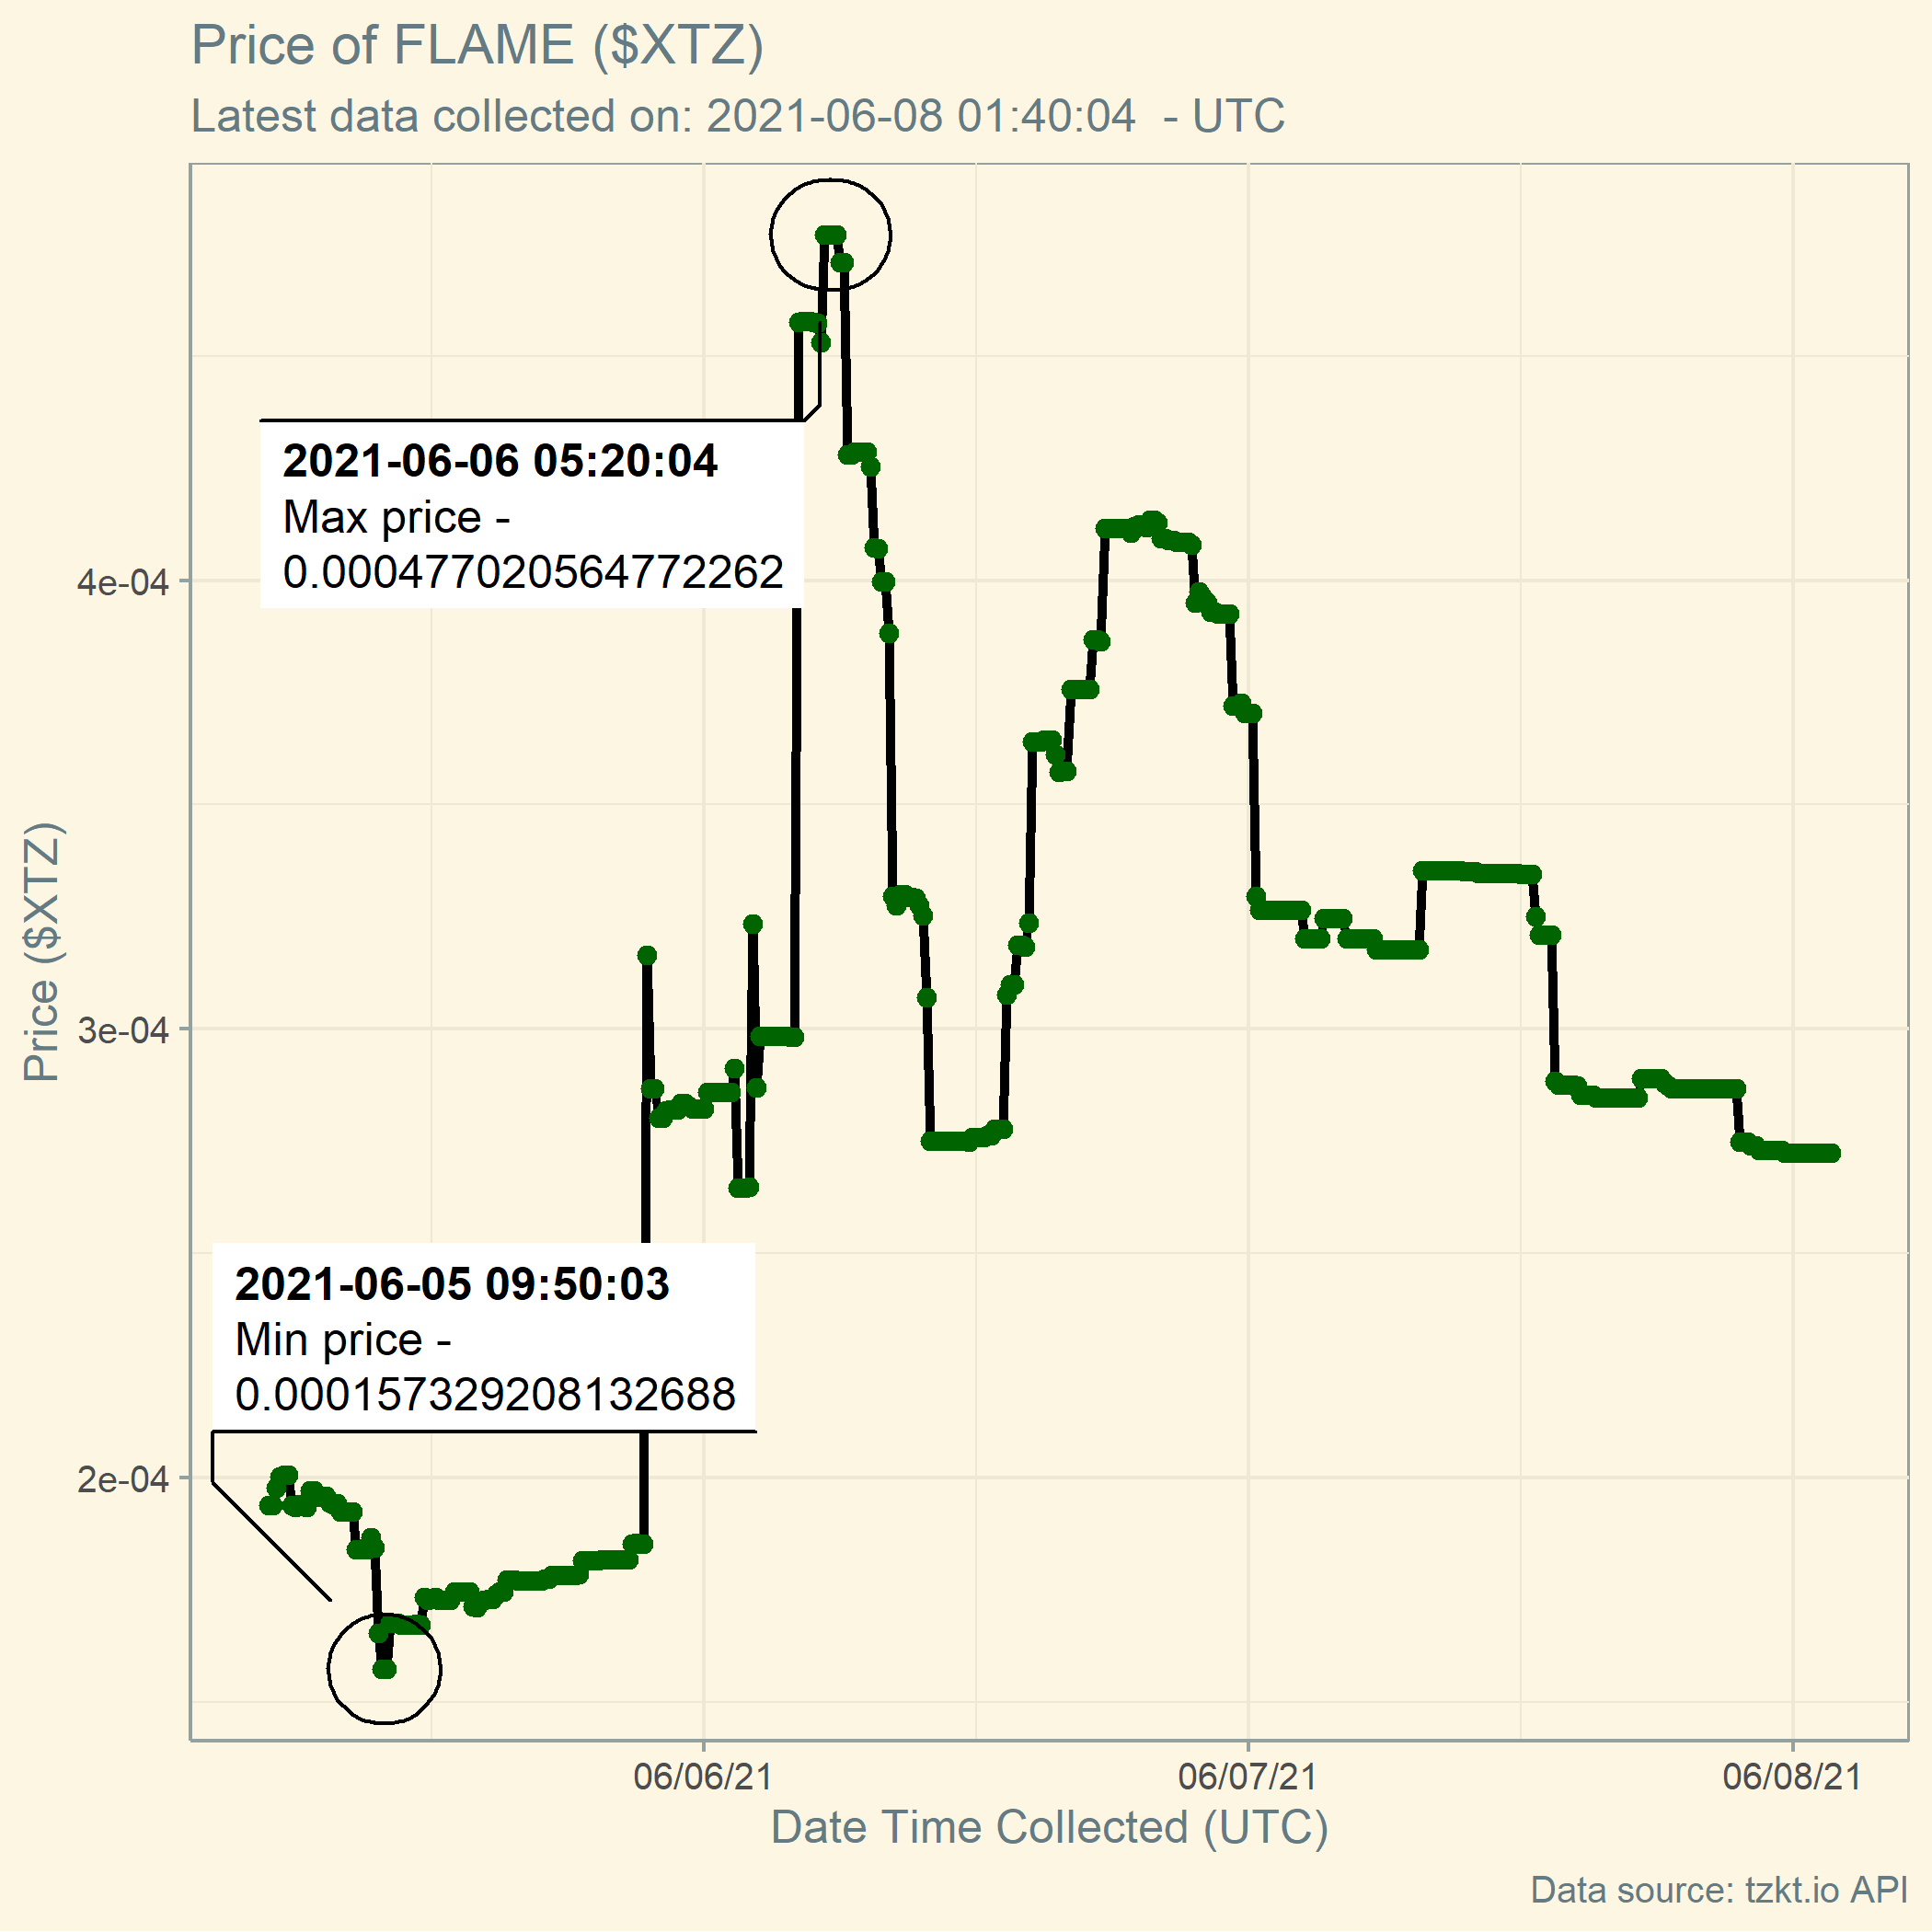 Price of FLAME ($XTZ)
Latest data collected on: 2021-06-08 01:40:04  - UTC
2021-06-06 05:20:04
Max price -
0.000477020564772262
4e-04
3e-04
2e-04
Price ($XTZ)
2021-06-05 09:50:03
Min price -
0.000157329208132688
06/06/21
06/07/21
06/08/21
Date Time Collected (UTC)
Data source: tzkt.io API